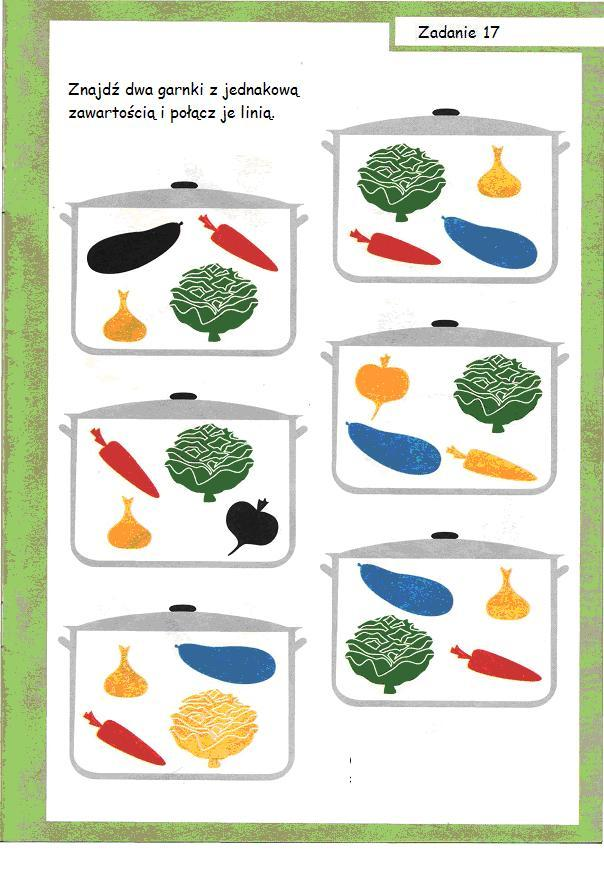 Zadanie 17
Znajdź dwa garnki z jednakową
zawartością i połącz je linią.